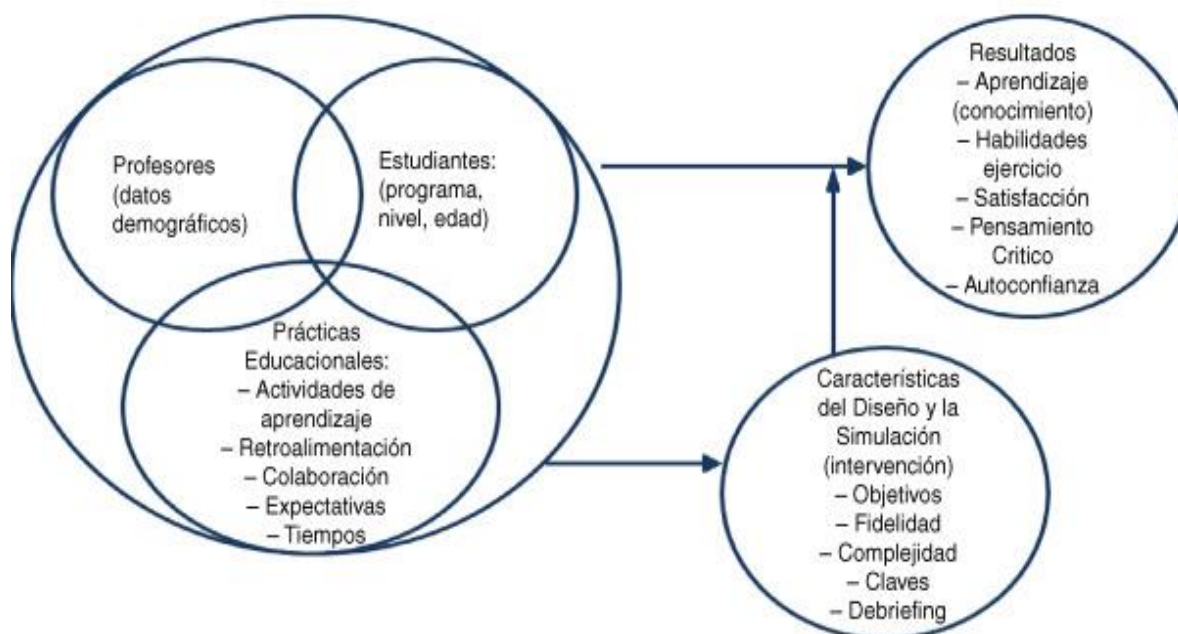 Profesores
(datos
demográficos)
Estudiantes:
(programa,
nivel, edad)
Prácticas
Educacionales:
– Actividades de
aprendizaje
– Retroalimentación
– Colaboración
– Expectativas
– Tiempos
Resultados
– Aprendizaje
(conocimiento)
– Habilidades
ejercicio
– Satisfacción
– Pensamiento
Critico
– Autoconfianza
Características
del Diseño y la
Simulación
(intervención)
– Objetivos
– Fidelidad
– Complejidad
– Claves
– Debriefing